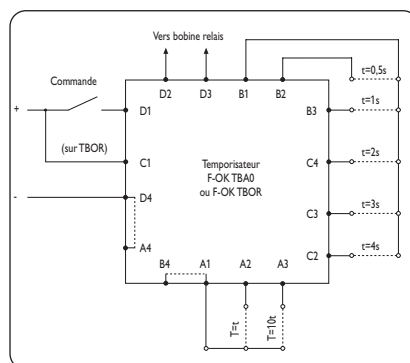 Vers bobine relais
D2 D3 B1 B2
t=0,5s
Commande
+
D1
B3
t=1s
(sur TBOR)
C1
Temporisateur
F-OK TBA0
ou F-OK TBOR
C4
t=2s
-
D4
C3
t=3s
A4
C2
t=4s
B4 A1 A2 A3
T=t
T=10t